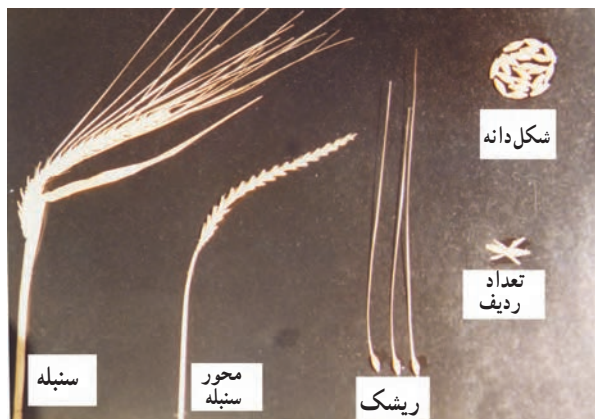 شکل‌دانه
تعداد
ردیف
ریشک
محور
سنبله
سنبله